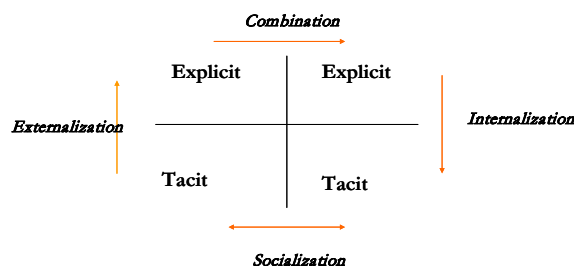 Combination
Explicit Explicit
Externalization Internalization
Tacit Tacit
Socialization